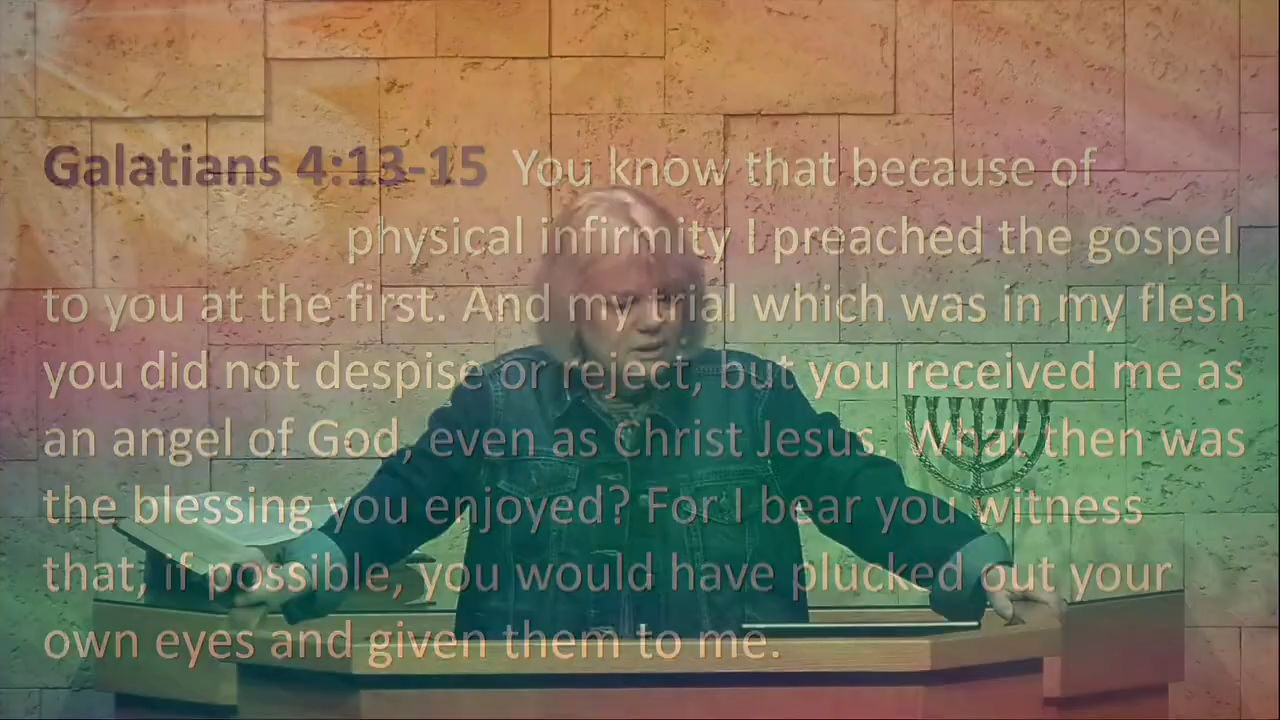 Galatians 4:13-15 You know that because of
physical infirmity I preached the gospel
to you at the first. And my trial which was in my flesh
you did not despise or reject, but you received me as
an angel of God, even as Christ Jesus. What then was
the blessing you enjoyed? For I bear you witness
that, if possible, you would have plucked out your
own eyes and given them to me.